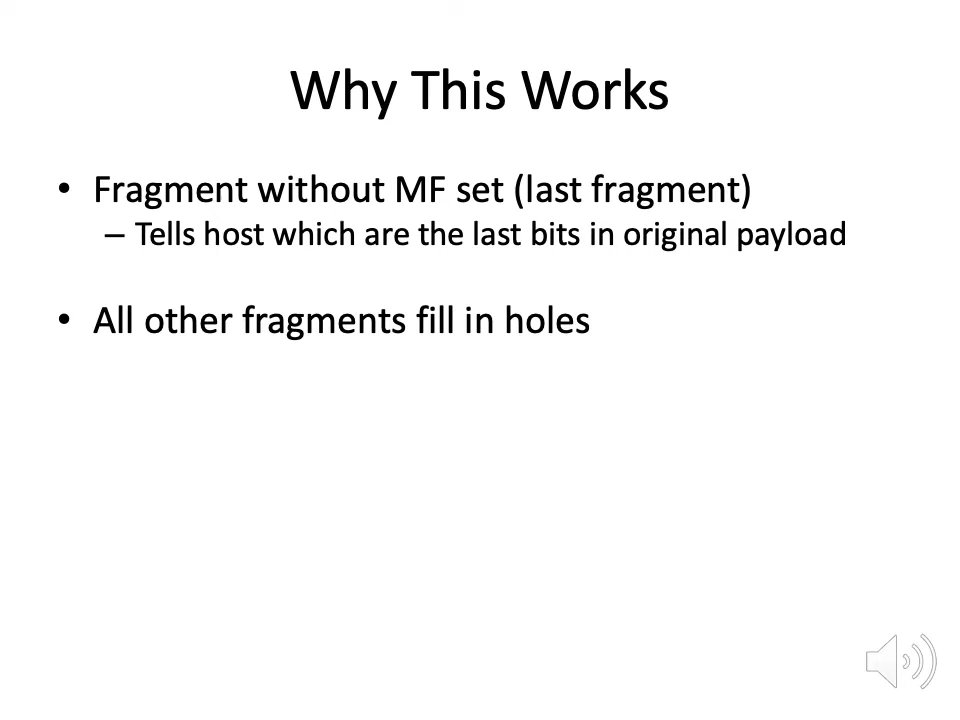 Why This Works
• Fragment without MF set (last fragment)
– Tells host which are the last bits in original payload
• All other fragments fill in holes